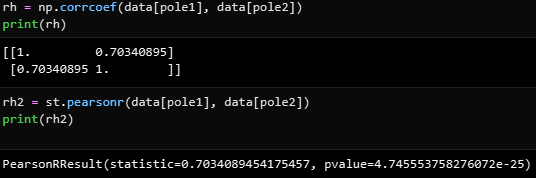 rh = np.corrcoef(data[pole1], data[pole2])
print(rh)
[[1.         0.70340895]
 [0.70340895 1.        ]]
rh2 = st.pearsonr(data[pole1], data[pole2])
print(rh2)
PearsonRResult(statistic=0.7034089454175457, pvalue=4.745553758276072e-25)